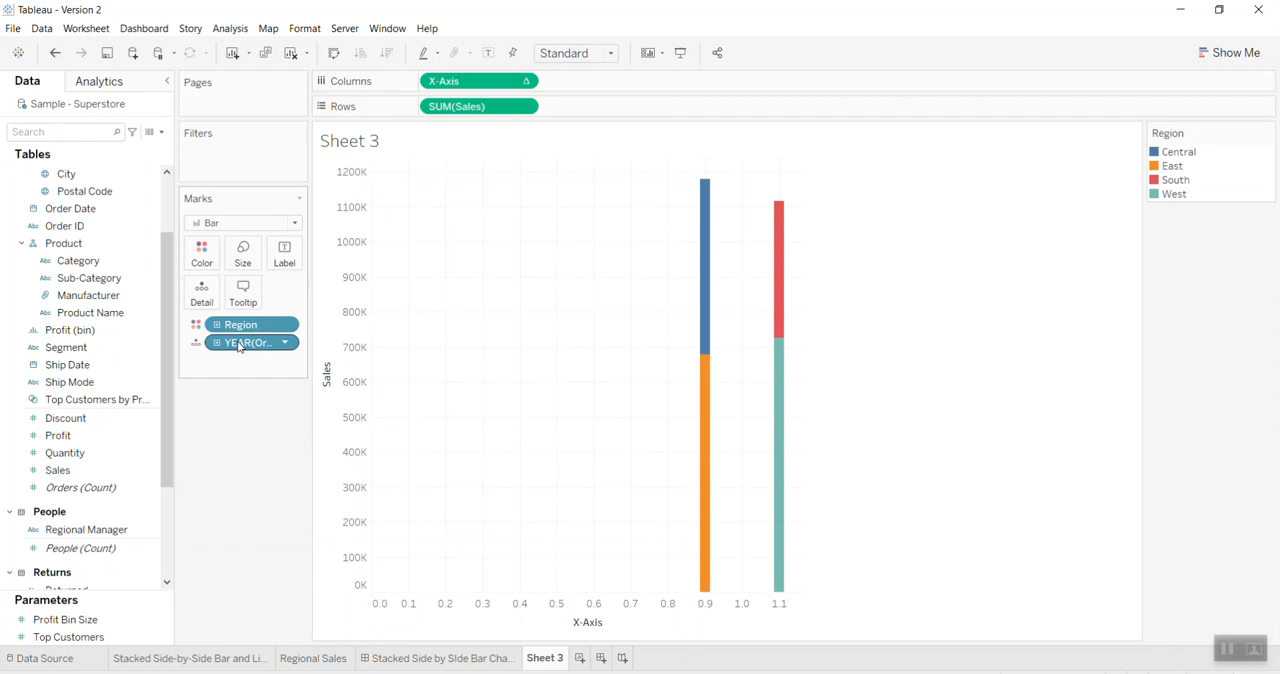 Tableau - Version 2
File Data Worksheet Dashboard Story Analysis Map Format Server Window Help
Standard
Show Me
Data Analytics
Sample - Superstore
Search
Tables
City
Postal Code
Order Date
Abc Order ID
Product
Abc Category
Abc Sub-Category
Manufacturer
Abc Product Name
Profit (bin)
Abc Segment
Ship Date
Abc Ship Mode
Top Customers by Pr...
# Discount
# Profit
# Quantity
# Sales
# Orders (Count)
People
Abc Regional Manager
# People (Count)
Returns
Parameters
# Profit Bin Size
# Top Customers
Pages
Filters
Marks
Bar
Color Size Label
Detail Tooltip
Region
YEAR(Or..
Columns X-Axis
Rows SUM(Sales)
Sheet 3
1200K
1100K
1000K
900K
800K
700K
600K
500K
400K
300K
200K
100K
0K
Sales
0.0 0.1 0.2 0.3 0.4 0.5 0.6 0.7 0.8 0.9 1.0 1.1
X-Axis
Region
Central
East
South
West
Data Source Stacked Side-by-Side Bar and Li... Regional Sales Stacked Side by SIde Bar Cha... Sheet 3